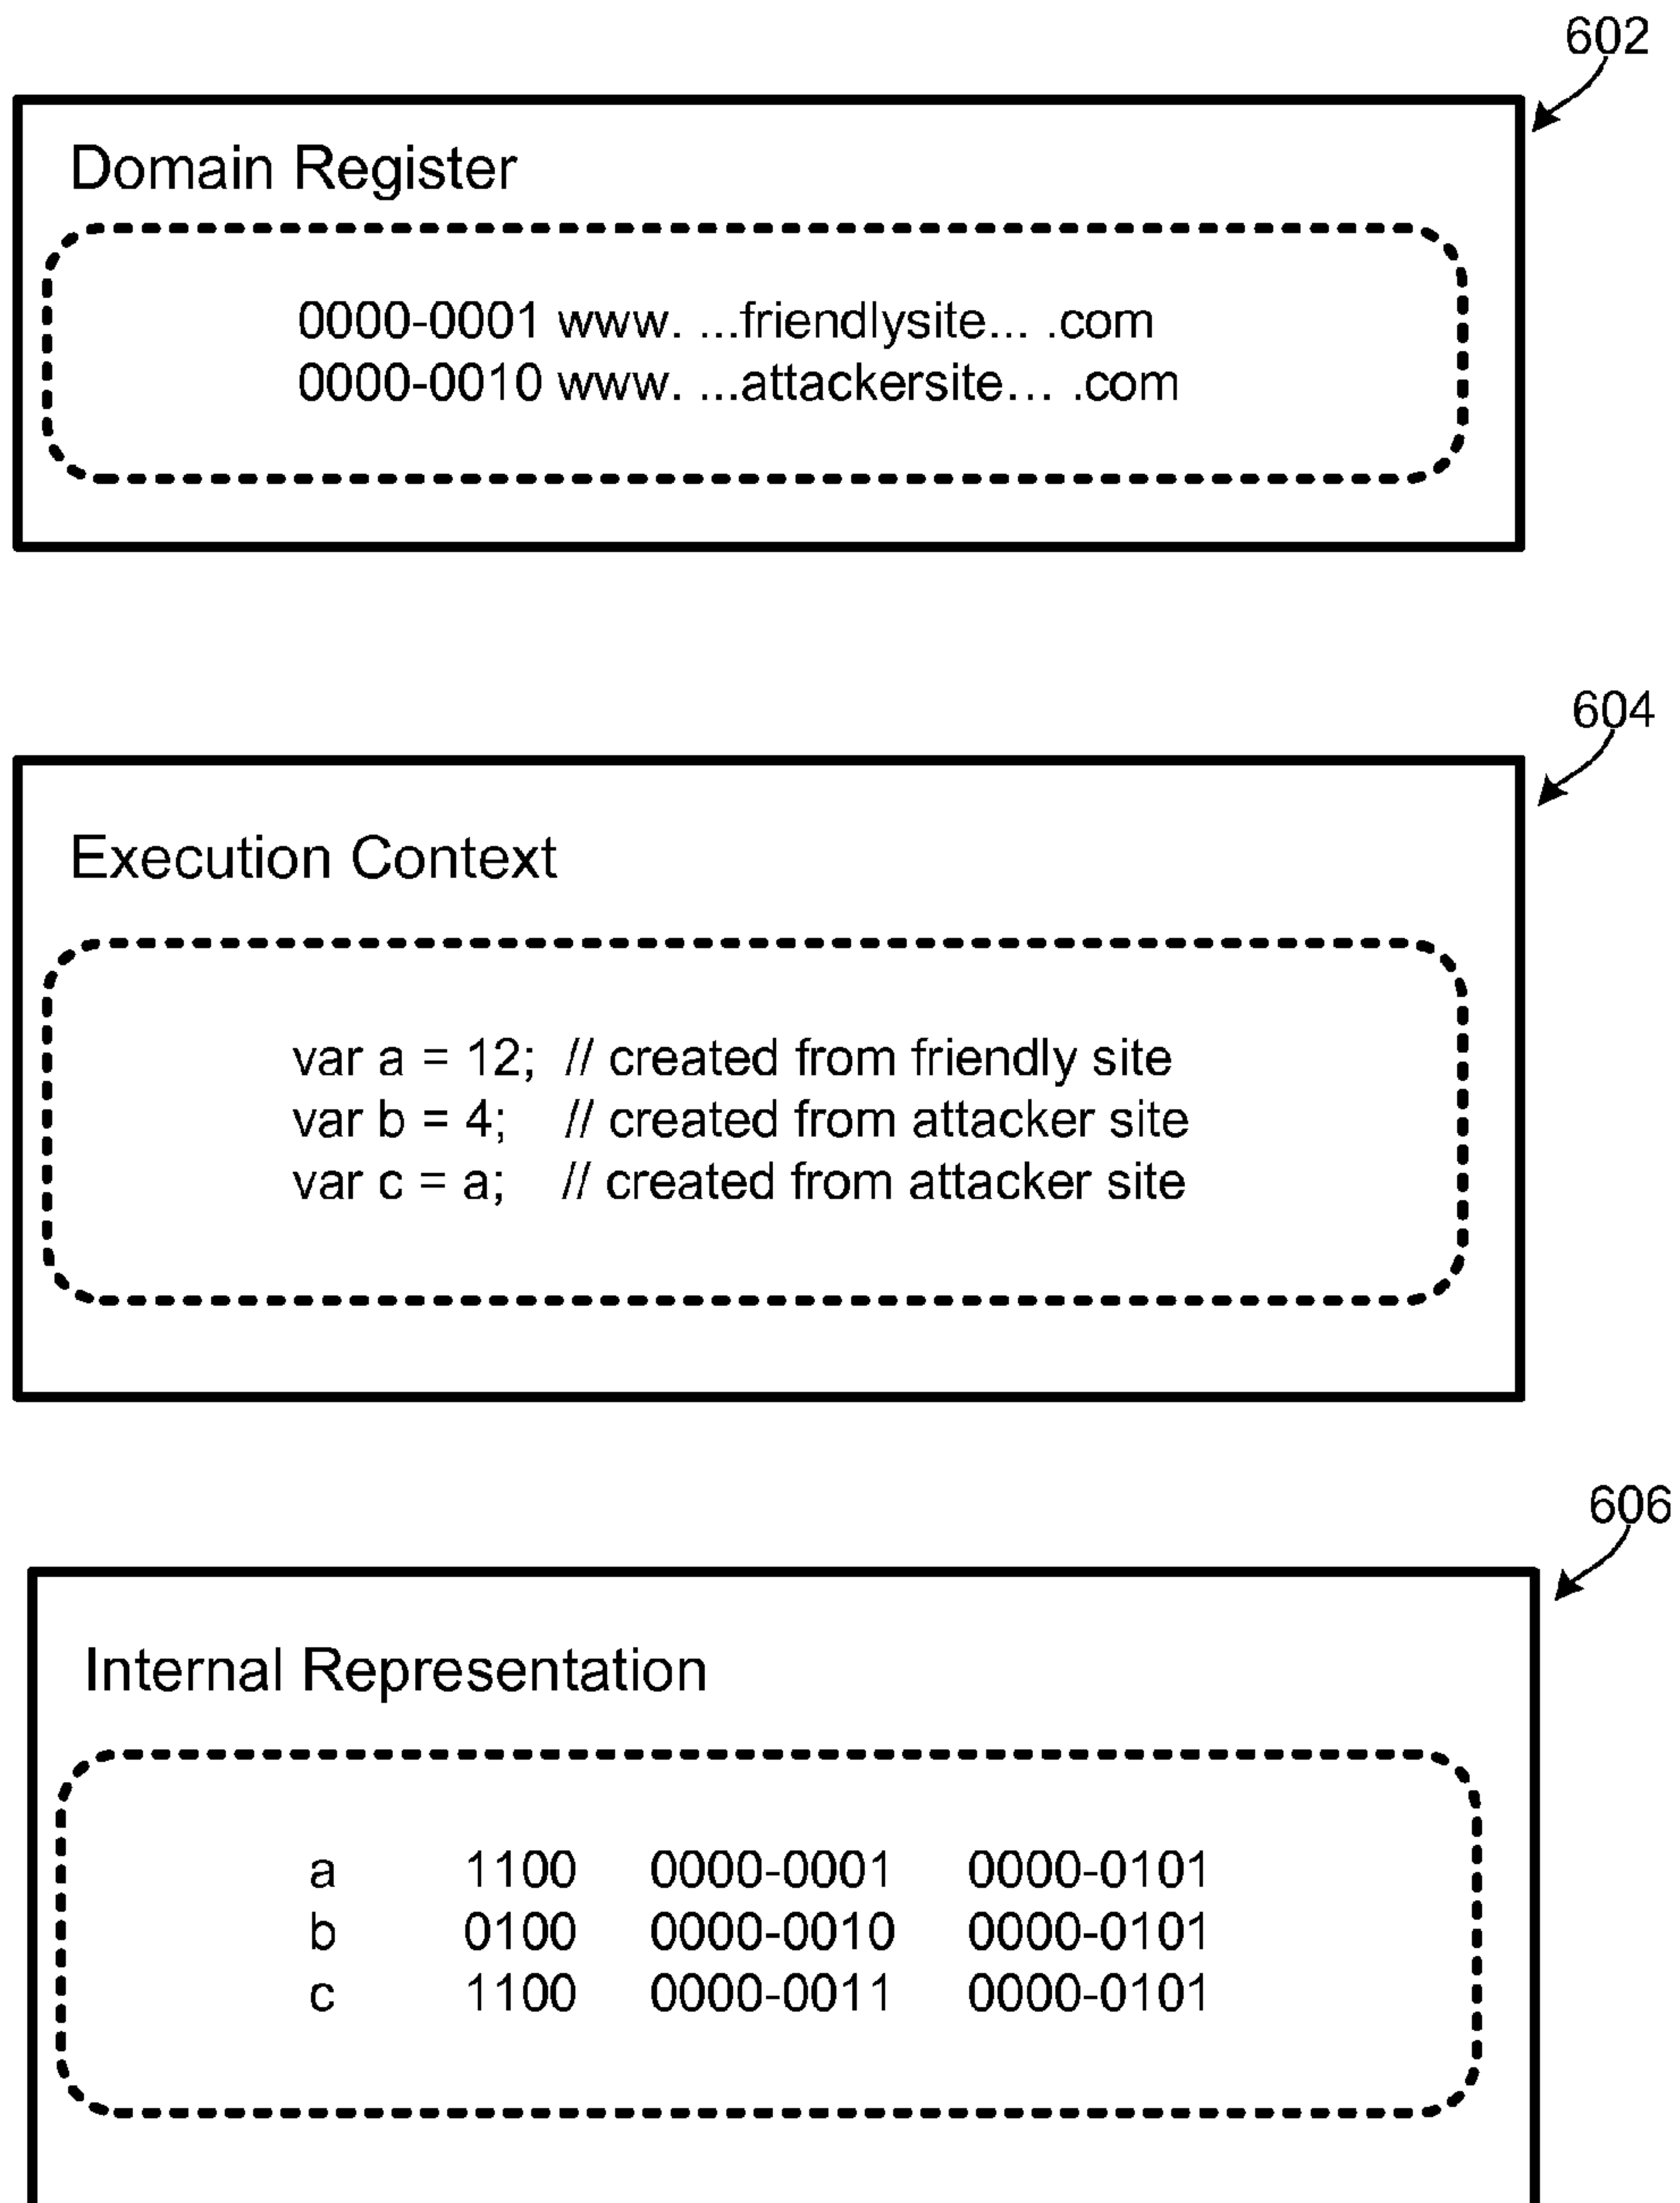 602
Domain Register
0000-0001 www. ...friendlysite... .com
0000-0010 www. ...attackersite... .com
604
Execution Context
var a = 12; // created from friendly site
var b = 4; // created from attacker site
var c = a; // created from attacker site
606
Internal Representation
a 1100 0000-0001 0000-0101
b 0100 0000-0010 0000-0101
c 1100 0000-0011 0000-0101